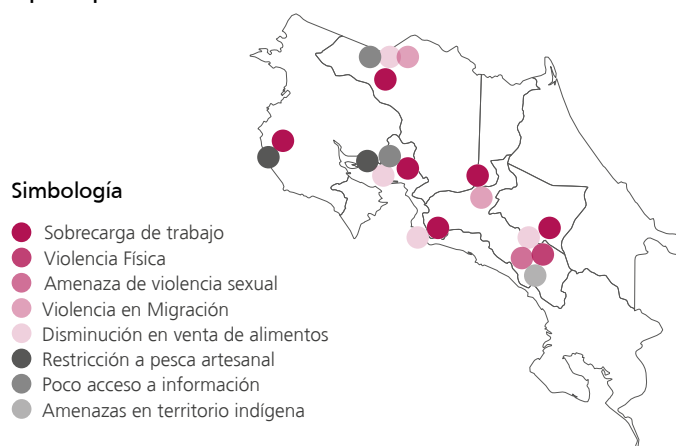 Simbología
Sobrecarga de trabajo
Violencia Física
Amenaza de violencia sexual
Violencia en Migración
Disminución en venta de alimentos
Restricción a pesca artesanal
Poco acceso a información
Amenazas en territorio indígena